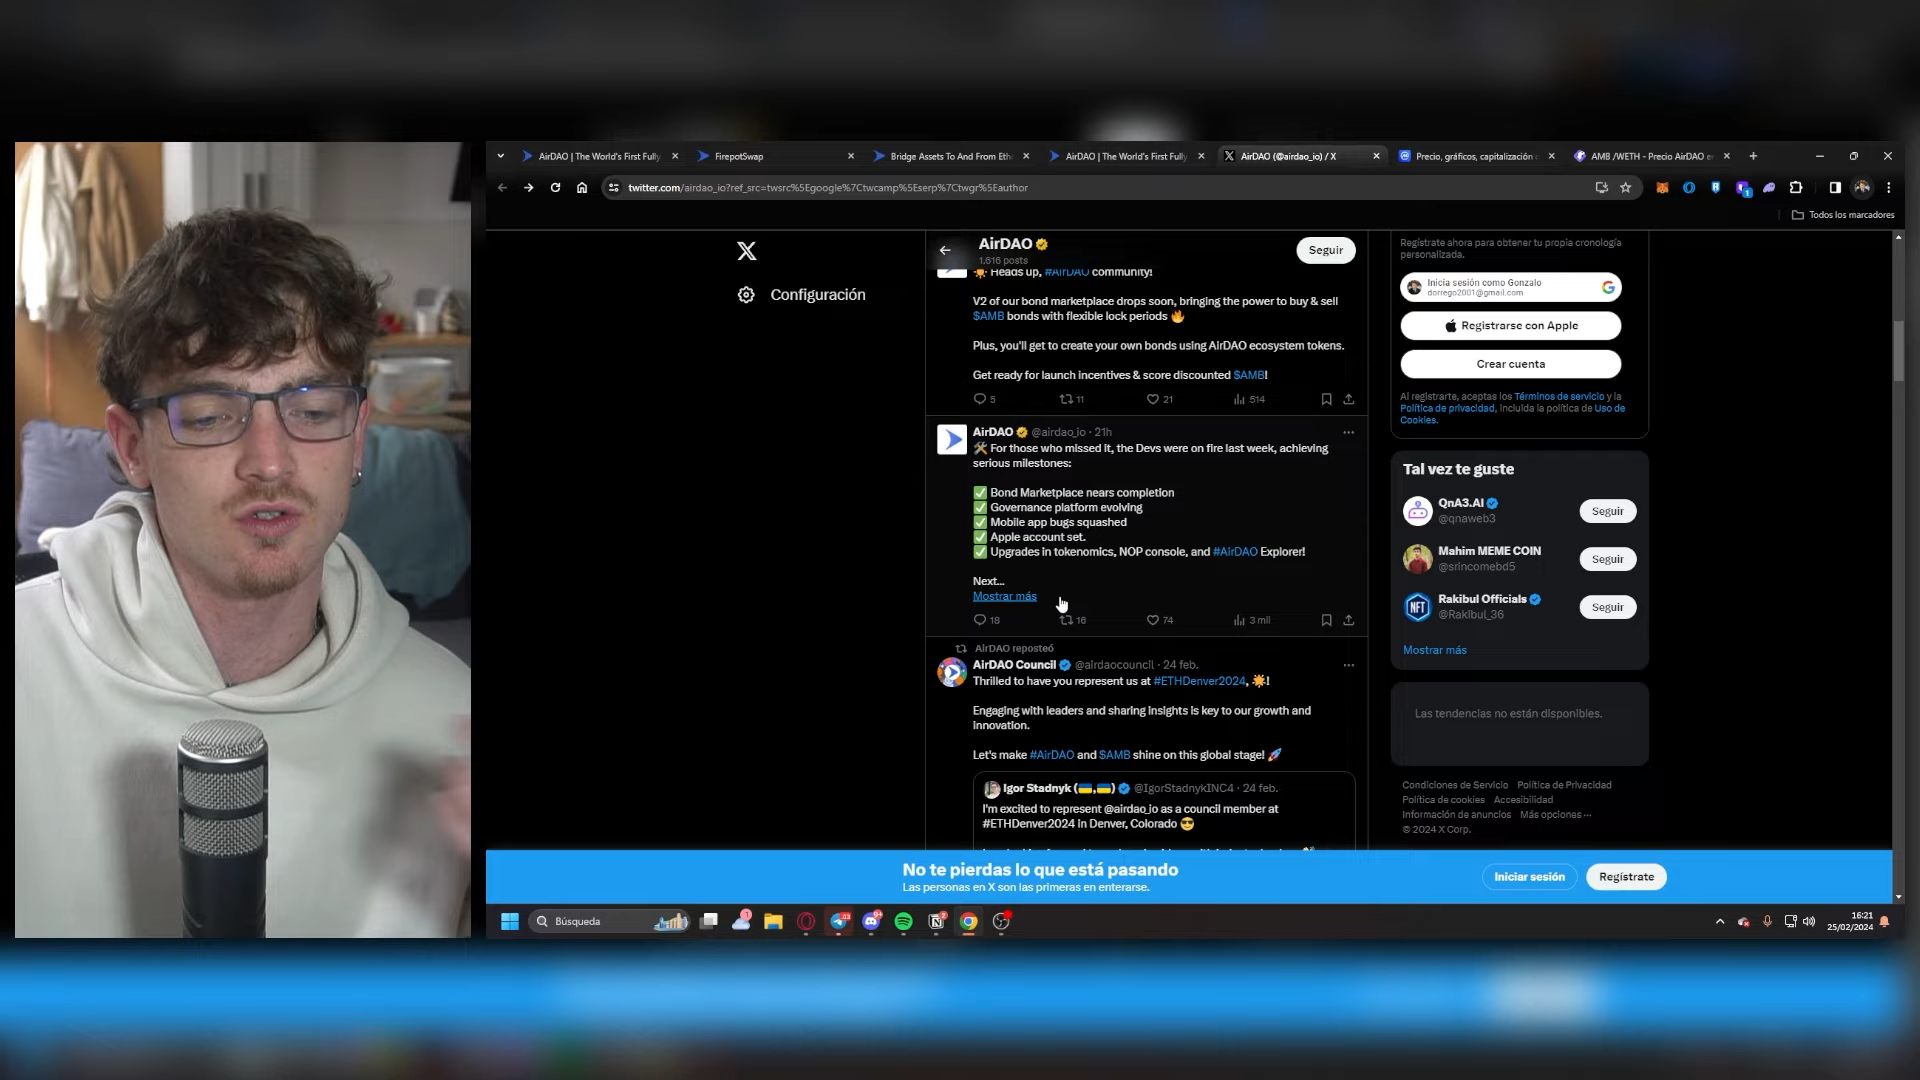 AirDAO | The World's First Fully
FirepotSwap
Bridge Assets To And From Eth
AirDAO | The World's First Fully
AirDAO (@airdao_io) / X
Precio, gráficos, capitalización
AMB /WETH - Precio AirDAO en
twitter.com/airdao_io?ref_src=twsrc%5Egoogle%7Ctwcamp%5Eserp%7Ctwgr%5Eauthor
Todos los marcadores
Configuración
AirDAO
1.616 posts
Seguir
☀️ Heads up, #AirDAO community!
V2 of our bond marketplace drops soon, bringing the power to buy & sell
$AMB bonds with flexible lock periods 🔥
Plus, you'll get to create your own bonds using AirDAO ecosystem tokens.
Get ready for launch incentives & score discounted $AMB!
5 11 21 514
AirDAO @airdao_io · 21h
🛠️ For those who missed it, the Devs were on fire last week, achieving
serious milestones:
✅ Bond Marketplace nears completion
✅ Governance platform evolving
✅ Mobile app bugs squashed
✅ Apple account set.
✅ Upgrades in tokenomics, NOP console, and #AirDAO Explorer!
Next...
Mostrar más
18 16 74 3 mil
AirDAO reposteó
AirDAO Council @airdaocouncil · 24 feb.
Thrilled to have you represent us at #ETHDenver2024, ☀️!
Engaging with leaders and sharing insights is key to our growth and
innovation.
Let's make #AirDAO and $AMB shine on this global stage! 🚀
Igor Stadnyk (🇺🇦,🇺🇦) @IgorStadnykINC4 · 24 feb.
I'm excited to represent @airdao_io as a council member at
#ETHDenver2024 in Denver, Colorado 😎
Regístrate ahora para obtener tu propia cronología
personalizada.
Inicia sesión como Gonzalo
dorrego2001@gmail.com
Registrarse con Apple
Crear cuenta
Al registrarte, aceptas los Términos de servicio y la
Política de privacidad, incluida la política de Uso de
Cookies.
Tal vez te guste
QnA3.AI
@qnaweb3
Seguir
Mahim MEME COIN
@srincomebd5
Seguir
NFT
Rakibul Officials
@Rakibul_36
Seguir
Mostrar más
Las tendencias no están disponibles.
Condiciones de Servicio Política de Privacidad
Política de cookies Accesibilidad
Información de anuncios Más opciones ···
© 2024 X Corp.
No te pierdas lo que está pasando
Las personas en X son las primeras en enterarse.
Iniciar sesión
Regístrate
Búsqueda
16:21
25/02/2024